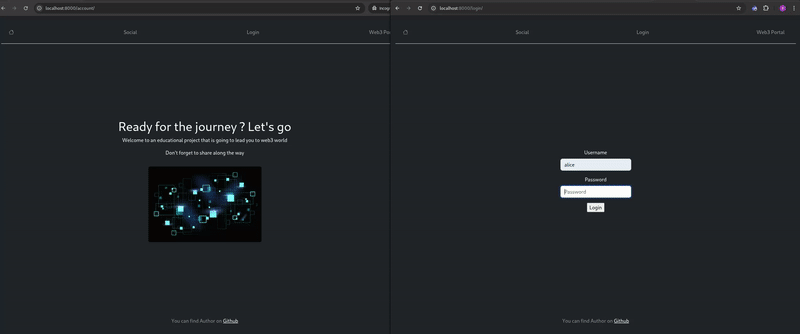 localhost:8000/account/
Social
Login
Web3 Po
Ready for the journey ? Let's go
Welcome to an educational project that is going to lead you to web3 world
Don't forget to share along the way
You can find Author on Github
localhost:8000/login/
Social
Login
Web3 Portal
Username
alice
Password
Password
Login
You can find Author on Github